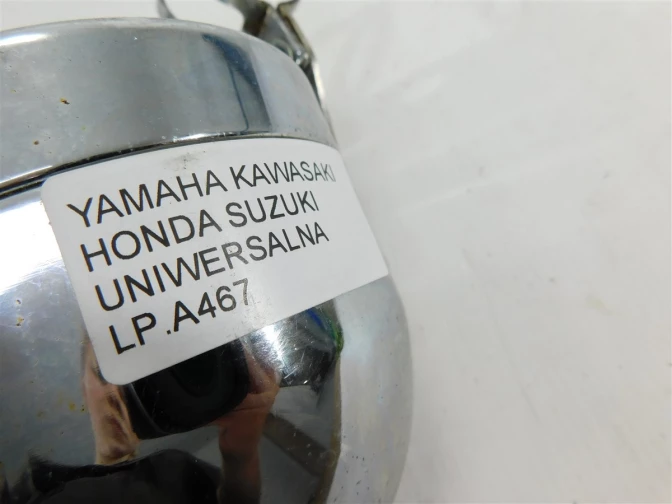 YAMAHA KAWASAKI
HONDA SUZUKI
UNIWERSALNA
LP .A467